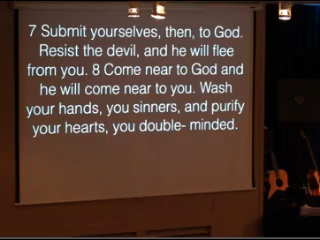 7 Submit yourselves, then, to God.
Resist the devil, and he will flee
from you. 8 Come near to God and
he will come near to you. Wash
your hands, you sinners, and purify
your hearts, you double- minded.